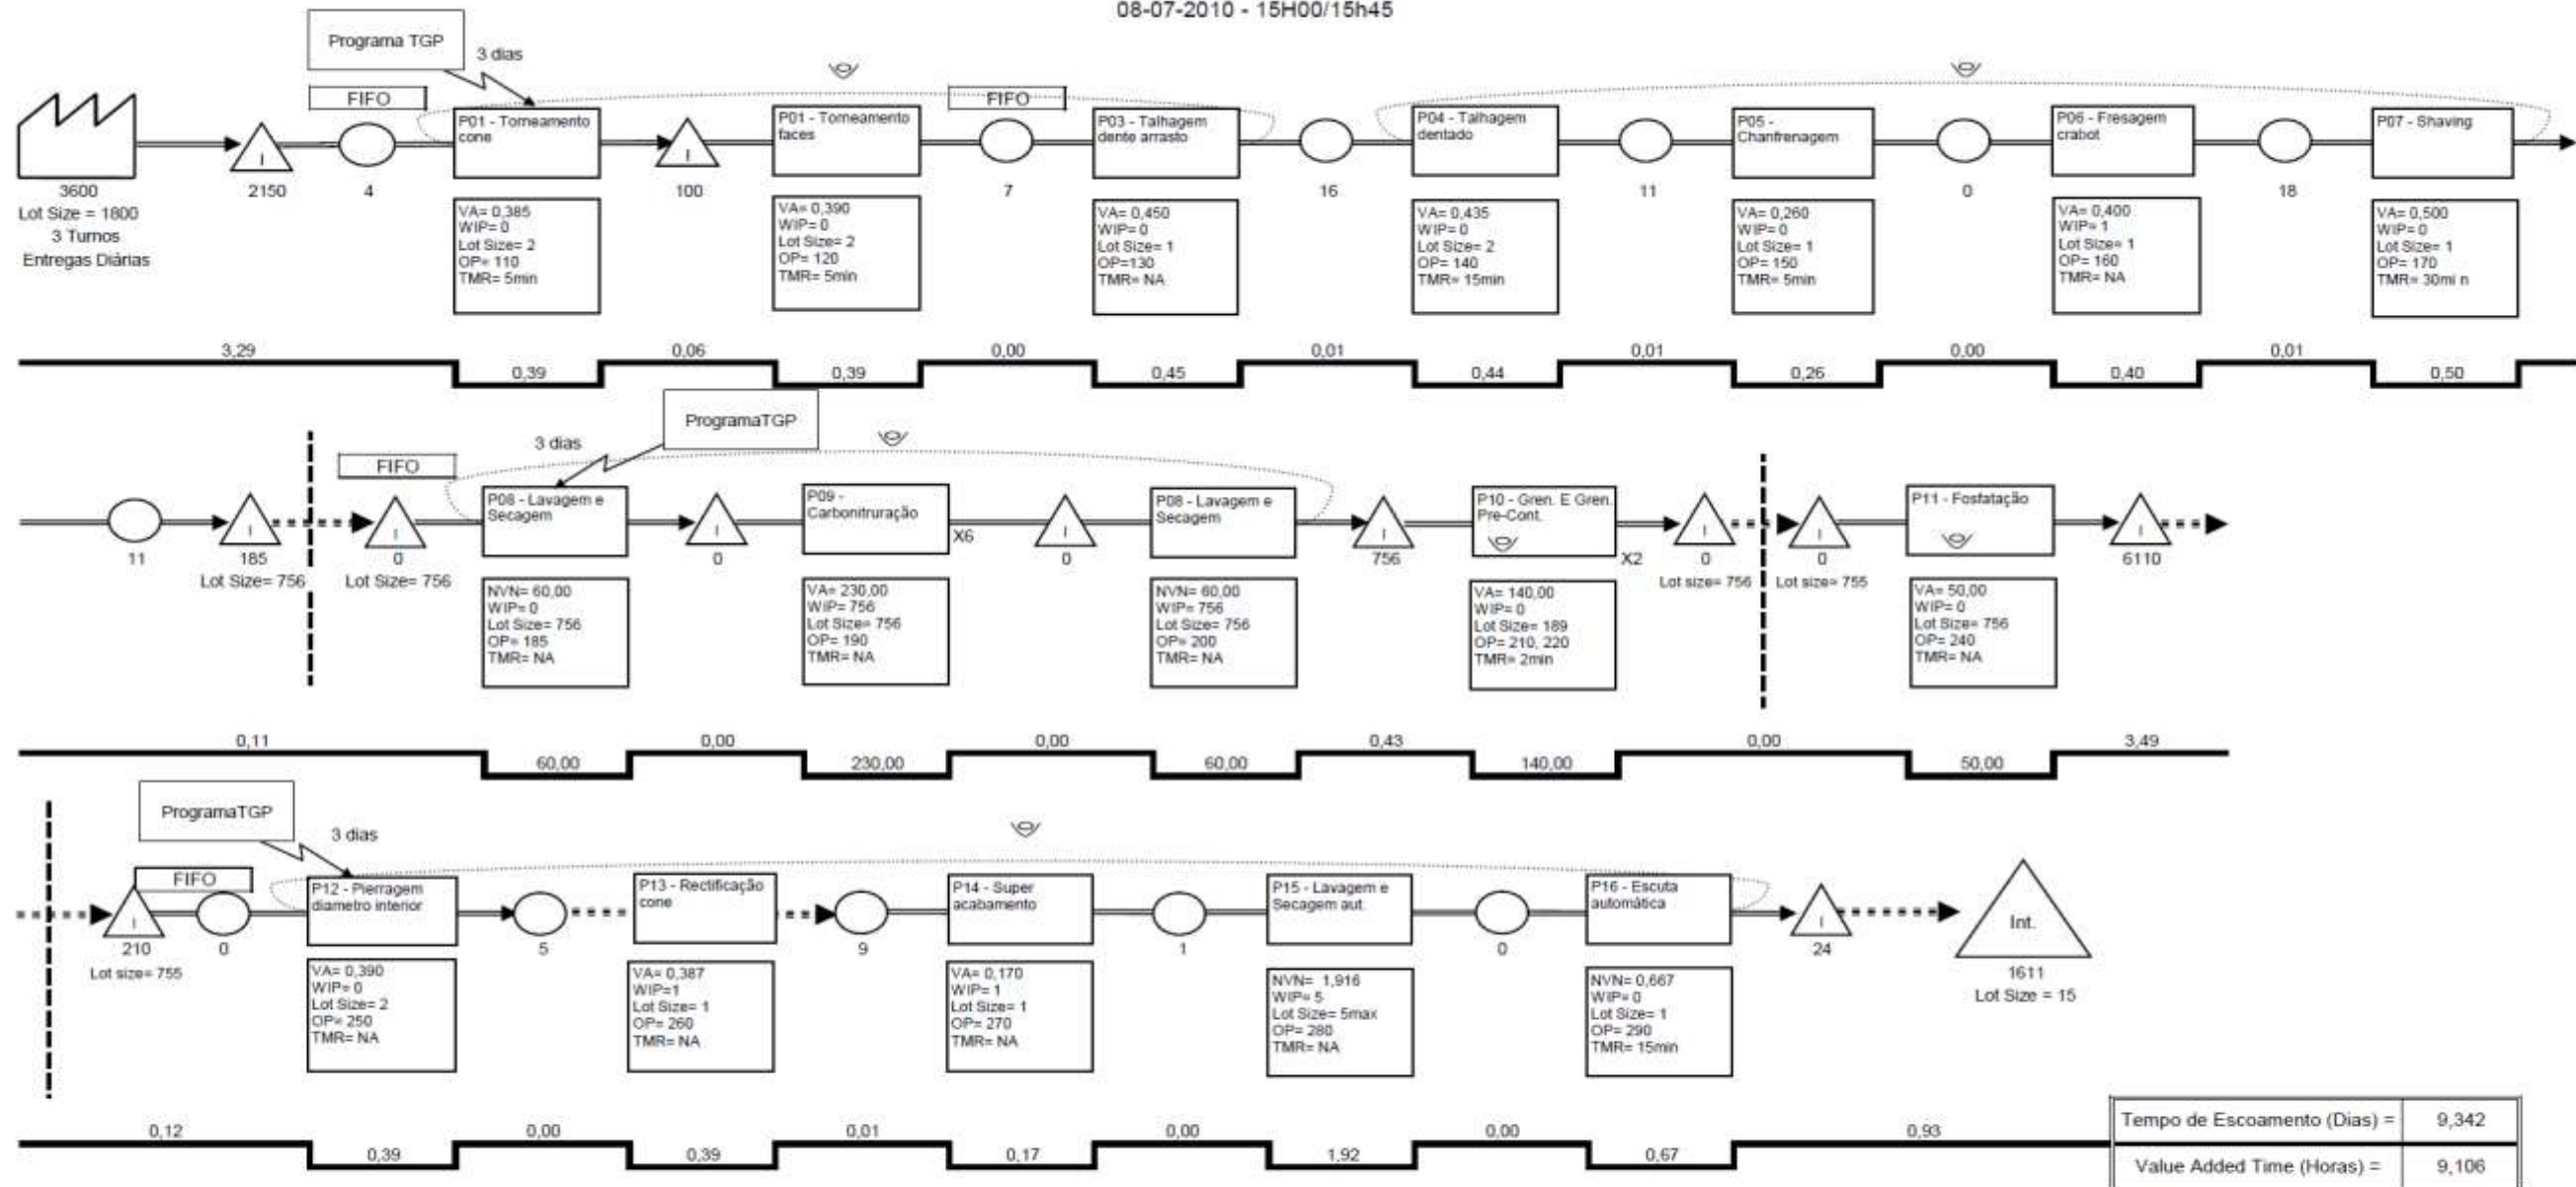 08-07-2010 - 15H00/15h45
Programa TGP
3 dias
FIFO
FIFO
P01 - Torneamento
cone
P01 - Torneamento
faces
P03 - Talhagem
dente arrasto
P04 - Talhagem
dentado
P05 -
Chanfrenagem
P06 - Fresagem
crabot
P07 - Shaving
I
I
3600
2150
4
100
7
16
11
0
18
Lot Size = 1800
3 Turnos
Entregas Diárias
VA= 0,385
WIP= 0
Lot Size= 2
OP= 110
TMR= 5min
VA= 0,390
WIP= 0
Lot Size= 2
OP= 120
TMR= 5min
VA= 0,450
WIP= 0
Lot Size= 1
OP=130
TMR= NA
VA= 0,435
WIP= 0
Lot Size= 2
OP= 140
TMR= 15min
VA= 0,260
WIP= 0
Lot Size= 1
OP= 150
TMR= 5min
VA= 0,400
WIP= 1
Lot Size= 1
OP= 160
TMR= NA
VA= 0,500
WIP= 0
Lot Size= 1
OP= 170
TMR= 30mi n
3,29
0,06
0,00
0,01
0,01
0,00
0,01
0,39
0,39
0,45
0,44
0,26
0,40
0,50
ProgramaTGP
3 dias
FIFO
P08 - Lavagem e
Secagem
P09 -
Carbonitruração
X6
P08 - Lavagem e
Secagem
P10 - Gren. E Gren.
Pre-Cont.
X2
P11 - Fosfatação
I
I
I
I
I
I
I
I
11
185
0
0
0
756
0
0
6110
Lot Size= 756
Lot Size= 756
Lot size= 756
Lot size= 755
NVN= 60,00
WIP= 0
Lot Size= 756
OP= 185
TMR= NA
VA= 230,00
WIP= 756
Lot Size= 756
OP= 190
TMR= NA
NVN= 60,00
WIP= 756
Lot Size= 756
OP= 200
TMR= NA
VA= 140,00
WIP= 0
Lot Size= 189
OP= 210, 220
TMR= 2min
VA= 50,00
WIP= 0
Lot Size= 756
OP= 240
TMR= NA
0,11
0,00
0,00
0,43
0,00
3,49
60,00
230,00
60,00
140,00
50,00
ProgramaTGP
3 dias
FIFO
P12 - Pierragem
diametro interior
P13 - Rectificação
cone
P14 - Super
acabamento
P15 - Lavagem e
Secagem aut.
P16 - Escuta
automática
I
I
Int.
210
0
5
9
1
0
24
1611
Lot size= 755
Lot Size = 15
VA= 0,390
WIP= 0
Lot Size= 2
OP= 250
TMR= NA
VA= 0,387
WIP=1
Lot Size= 1
OP= 260
TMR= NA
VA= 0,170
WIP= 1
Lot Size= 1
OP= 270
TMR= NA
NVN= 1,916
WIP= 5
Lot Size= 5max
OP= 280
TMR= NA
NVN= 0,667
WIP= 0
Lot Size= 1
OP= 290
TMR= 15min
0,12
0,00
0,01
0,00
0,00
0,93
0,39
0,39
0,17
1,92
0,67
Tempo de Escoamento (Dias) = 9,342
Value Added Time (Horas) = 9,106